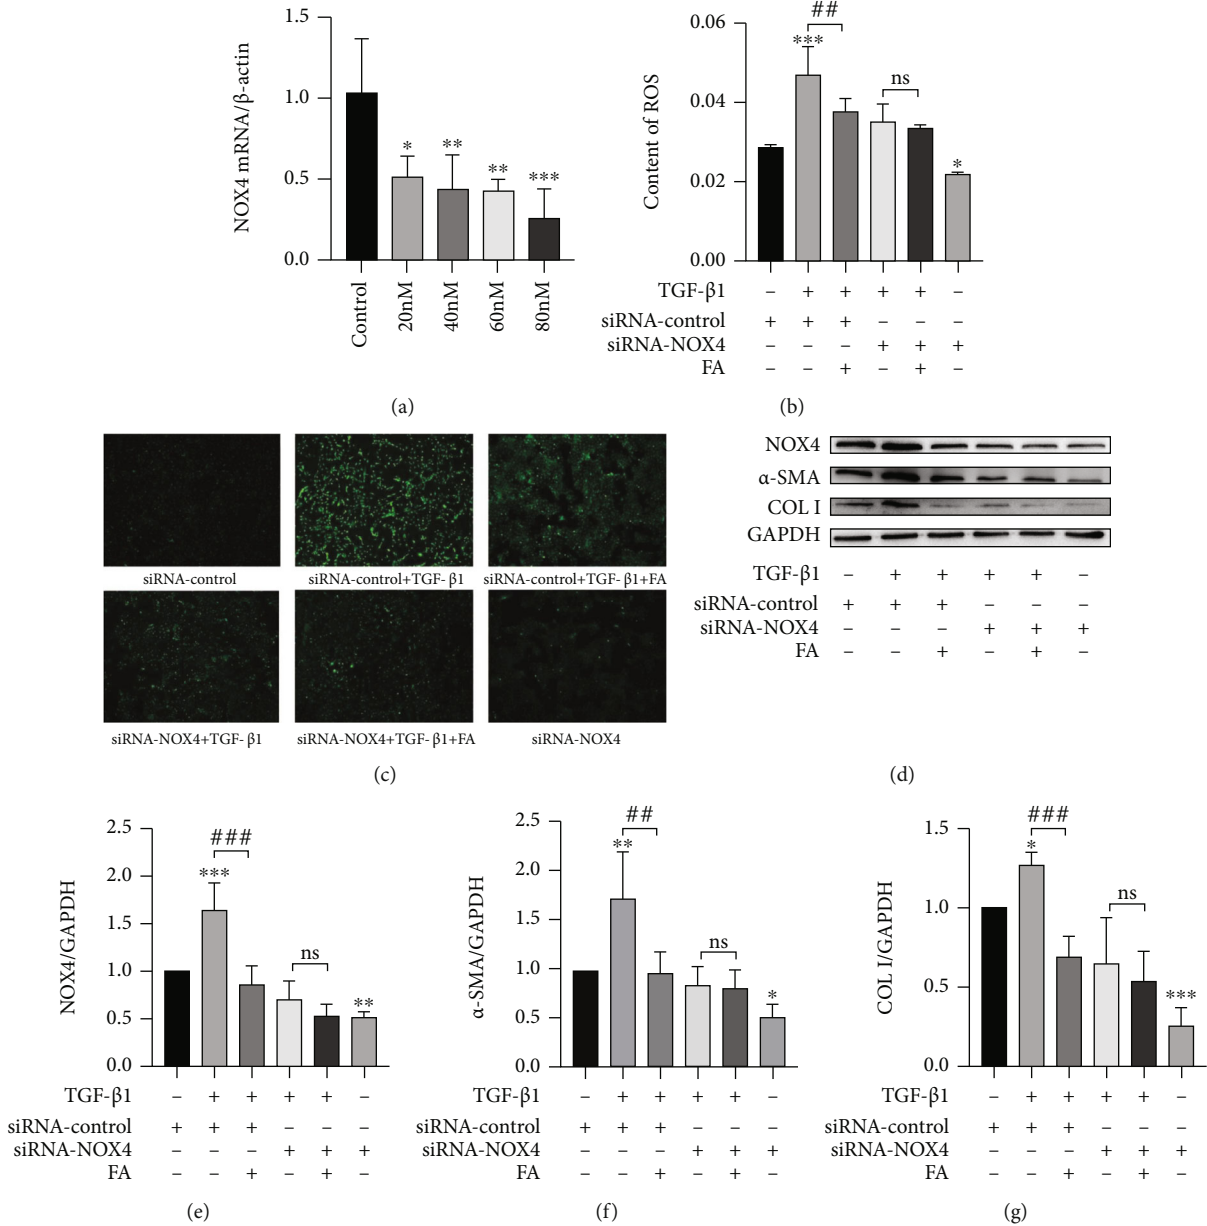 NOX4 mRNA/β-actin
1.5
1.0
0.5
0.0
*
**
**
***
Control
20nM
40nM
60nM
80nM
(a)
Content of ROS
0.06
0.04
0.02
0.00
***
##
ns
*
TGF-β1 – + + + + –
siRNA-control + + + – – –
siRNA-NOX4 – – – + + +
FA – – + – + –
(b)
siRNA-control
siRNA-control+TGF-β1
siRNA-control+TGF-β1+FA
siRNA-NOX4+TGF-β1
siRNA-NOX4+TGF-β1+FA
siRNA-NOX4
(c)
NOX4
α-SMA
COL I
GAPDH
TGF-β1 – + + + + –
siRNA-control + + + – – –
siRNA-NOX4 – – – + + +
FA – – + – + –
(d)
NOX4/GAPDH
2.5
2.0
1.5
1.0
0.5
0.0
***
###
ns
**
TGF-β1 – + + + + –
siRNA-control + + + – – –
siRNA-NOX4 – – – + + +
FA – – + – + –
(e)
α-SMA/GAPDH
2.5
2.0
1.5
1.0
0.5
0.0
**
##
ns
*
TGF-β1 – + + + + –
siRNA-control + + + – – –
siRNA-NOX4 – – – + + +
FA – – + – + –
(f)
COL I/GAPDH
1.5
1.0
0.5
0.0
*
###
ns
***
TGF-β1 – + + + + –
siRNA-control + + + – – –
siRNA-NOX4 – – – + + +
FA – – + – + –
(g)